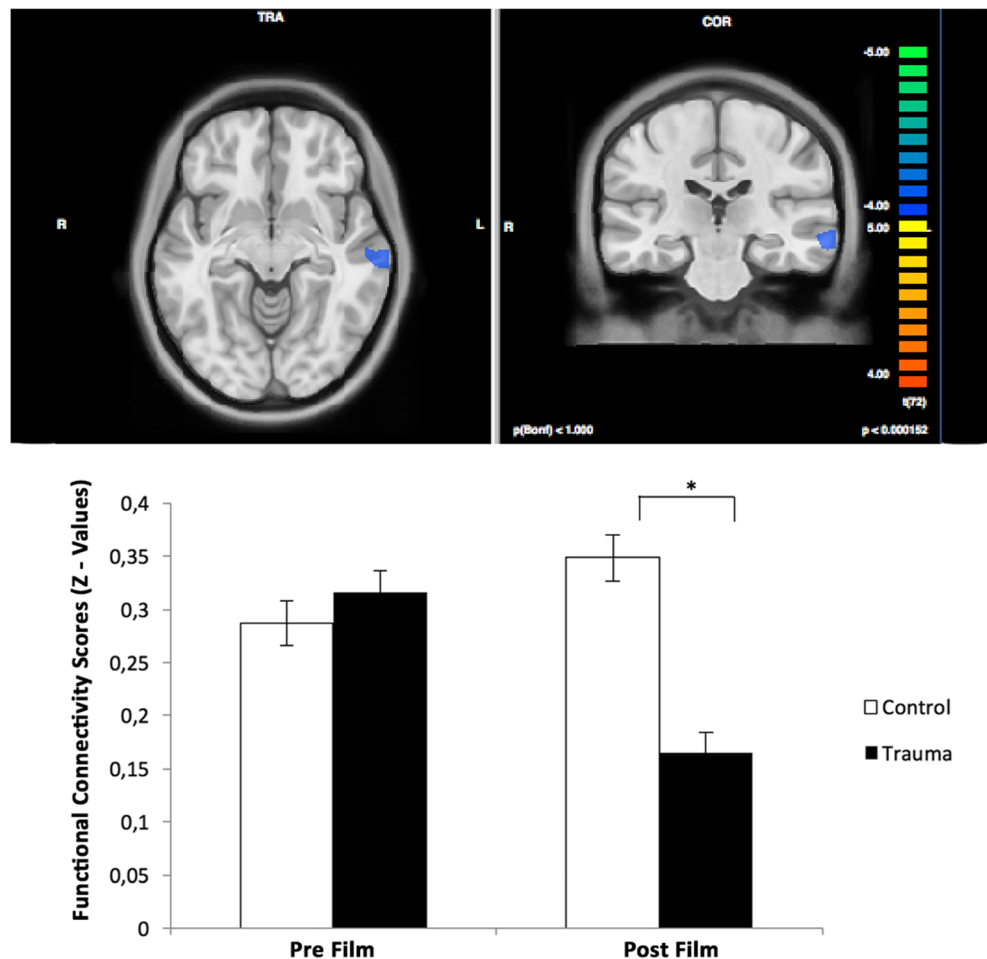 TRA
R
L
COR
R
L
-5.00
-4.00
5.00
4.00
t(72)
p(Bonf) < 1.000
p < 0.000152
Functional Connectivity Scores (Z - Values)
0,4
0,35
0,3
0,25
0,2
0,15
0,1
0,05
0
*
Pre Film
Post Film
Control
Trauma